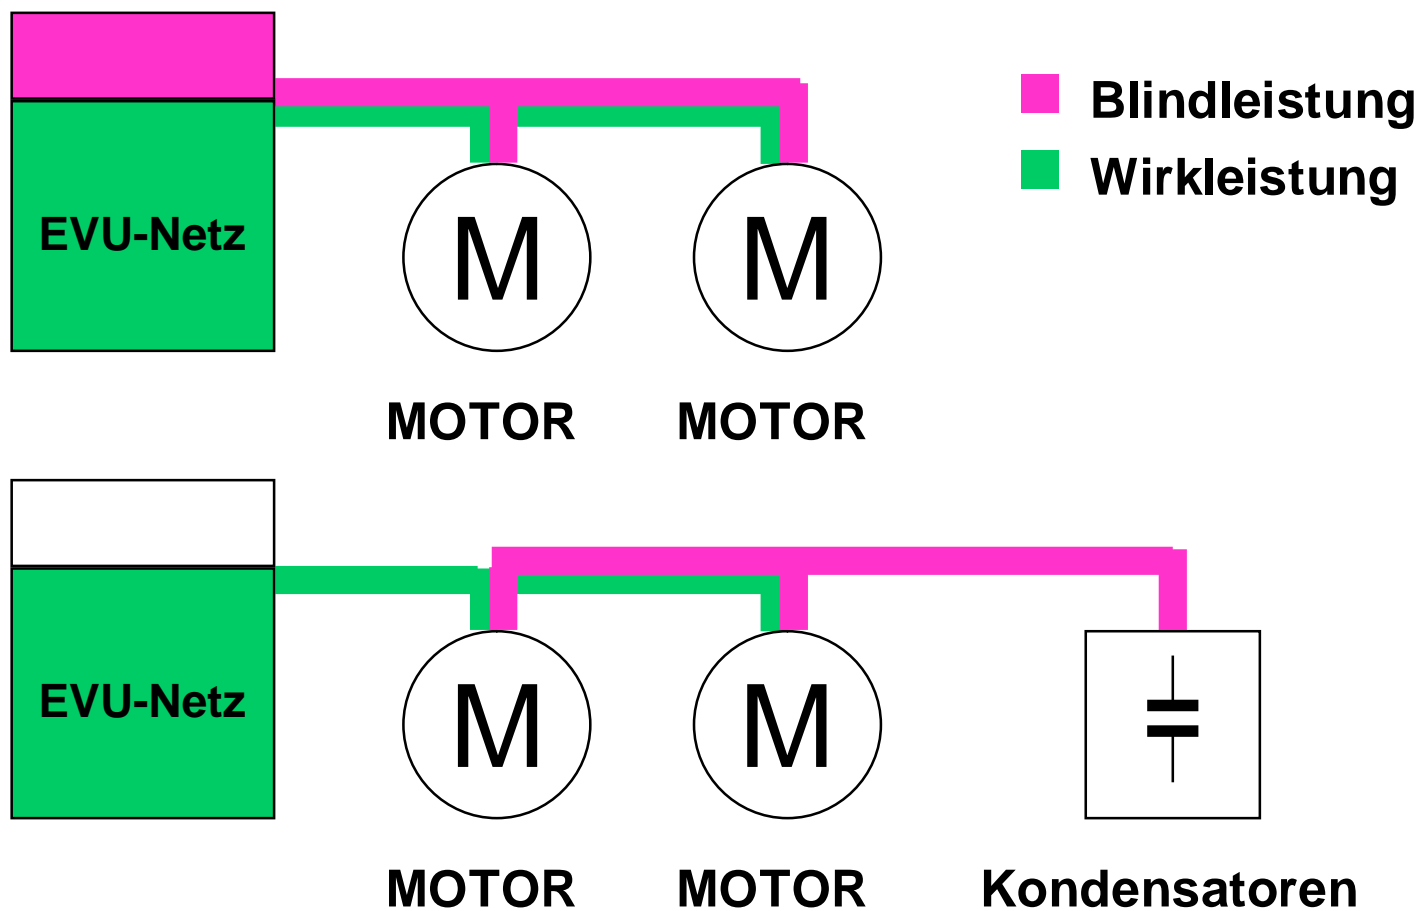 Blindleistung
Wirkleistung
EVU-Netz
M
M
MOTOR
MOTOR
EVU-Netz
M
M
MOTOR
MOTOR
Kondensatoren